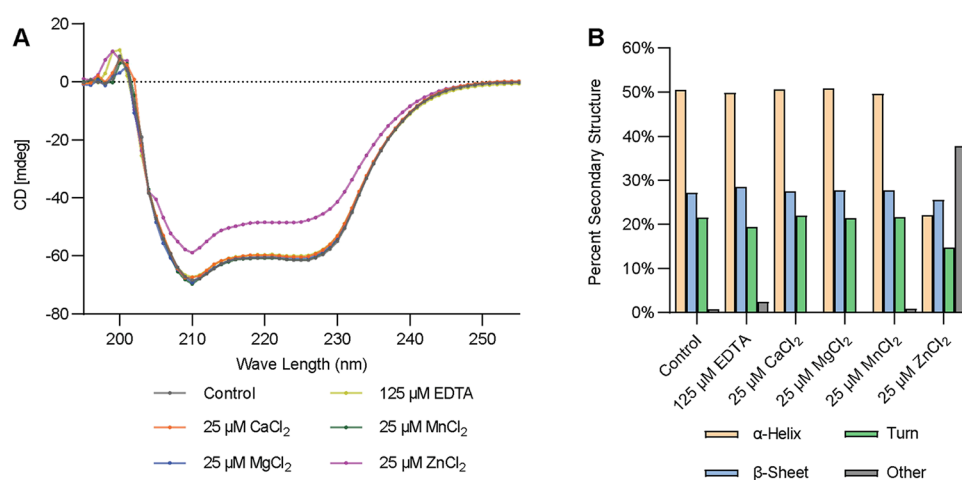 A
20
0
-20
-40
-60
-80
CD [mdeg]
200 210 220 230 240 250
Wave Length (nm)
Control
125 µM EDTA
25 µM CaCl₂
25 µM MnCl₂
25 µM MgCl₂
25 µM ZnCl₂
B
60%
50%
40%
30%
20%
10%
0%
Percent Secondary Structure
Control
125 µM EDTA
25 µM CaCl₂
25 µM MgCl₂
25 µM MnCl₂
25 µM ZnCl₂
α-Helix
Turn
β-Sheet
Other